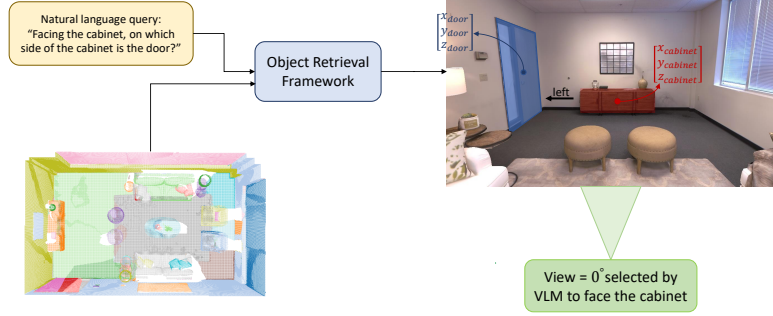 Natural language query:
“Facing the cabinet, on which
side of the cabinet is the door?”
Object Retrieval
Framework
x_door
y_door
z_door
x_cabinet
y_cabinet
z_cabinet
left
View = 0° selected by
VLM to face the cabinet